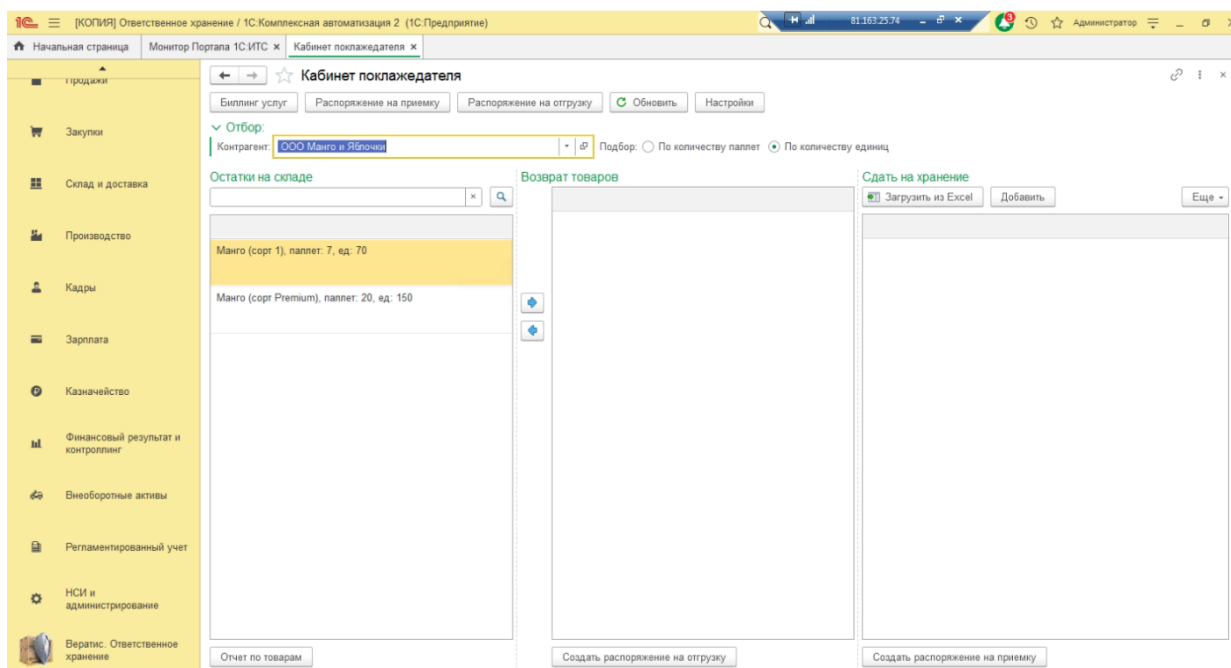 [КОПИЯ] Ответственное хранение / 1С:Комплексная автоматизация 2 (1С:Предприятие)
81.163.25.74
3
Администратор
Начальная страница
Монитор Портала 1С:ИТС
Кабинет поклажедателя
Продажи
Закупки
Склад и доставка
Производство
Кадры
Зарплата
Казначейство
Финансовый результат и
контроллинг
Внеоборотные активы
Регламентированный учет
НСИ и
администрирование
Вератис. Ответственное
хранение
Кабинет поклажедателя
Биллинг услуг
Распоряжение на приемку
Распоряжение на отгрузку
Обновить
Настройки
Отбор:
Контрагент: ООО Манго и Яблочки
Подбор: По количеству паллет По количеству единиц
Остатки на складе
Манго (сорт 1), паллет: 7, ед: 70
Манго (сорт Premium), паллет: 20, ед: 150
Отчет по товарам
Возврат товаров
Создать распоряжение на отгрузку
Сдать на хранение
Загрузить из Excel
Добавить
Еще
Создать распоряжение на приемку